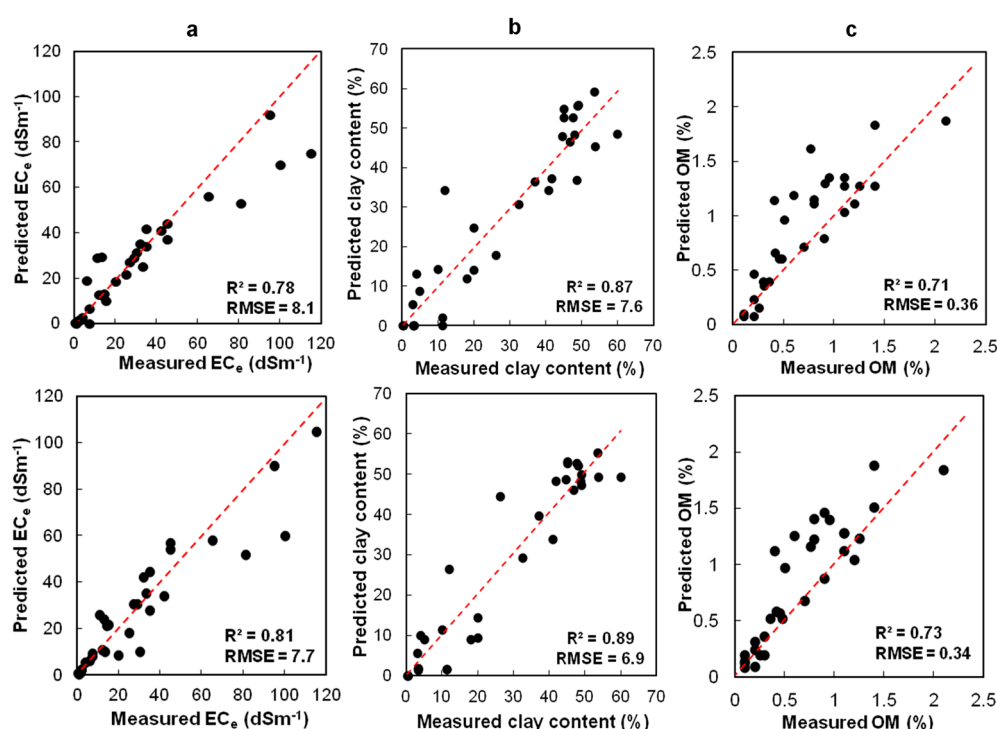 a
b
c
120
100
80
60
40
20
0
Predicted ECₑ (dSm⁻¹)
R² = 0.78
RMSE = 8.1
0 20 40 60 80 100 120
Measured ECₑ (dSm⁻¹)
70
60
50
40
30
20
10
0
Predicted clay content (%)
R² = 0.87
RMSE = 7.6
0 10 20 30 40 50 60 70
Measured clay content (%)
2.5
2
1.5
1
0.5
0
Predicted OM (%)
R² = 0.71
RMSE = 0.36
0 0.5 1 1.5 2 2.5
Measured OM (%)
120
100
80
60
40
20
0
Predicted ECₑ (dSm⁻¹)
R² = 0.81
RMSE = 7.7
0 20 40 60 80 100 120
Measured ECₑ (dSm⁻¹)
70
60
50
40
30
20
10
0
Predicted clay content (%)
R² = 0.89
RMSE = 6.9
0 10 20 30 40 50 60 70
Measured clay content (%)
2.5
2
1.5
1
0.5
0
Predicted OM (%)
R² = 0.73
RMSE = 0.34
0 0.5 1 1.5 2 2.5
Measured OM (%)